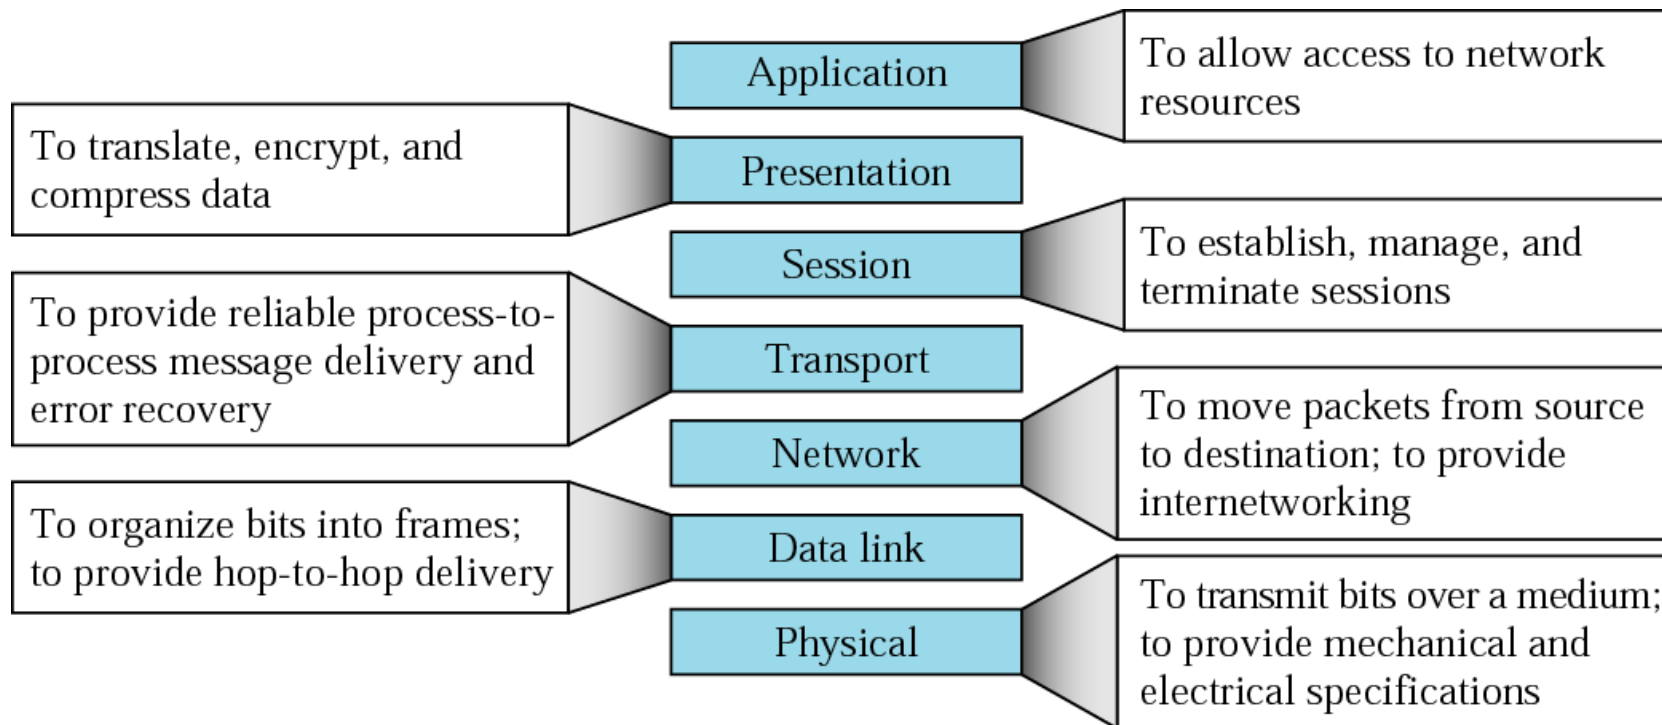 Application
To allow access to network
resources
To translate, encrypt, and
compress data
Presentation
Session
To establish, manage, and
terminate sessions
To provide reliable process-to-
process message delivery and
error recovery
Transport
Network
To move packets from source
to destination; to provide
internetworking
To organize bits into frames;
to provide hop-to-hop delivery
Data link
Physical
To transmit bits over a medium;
to provide mechanical and
electrical specifications